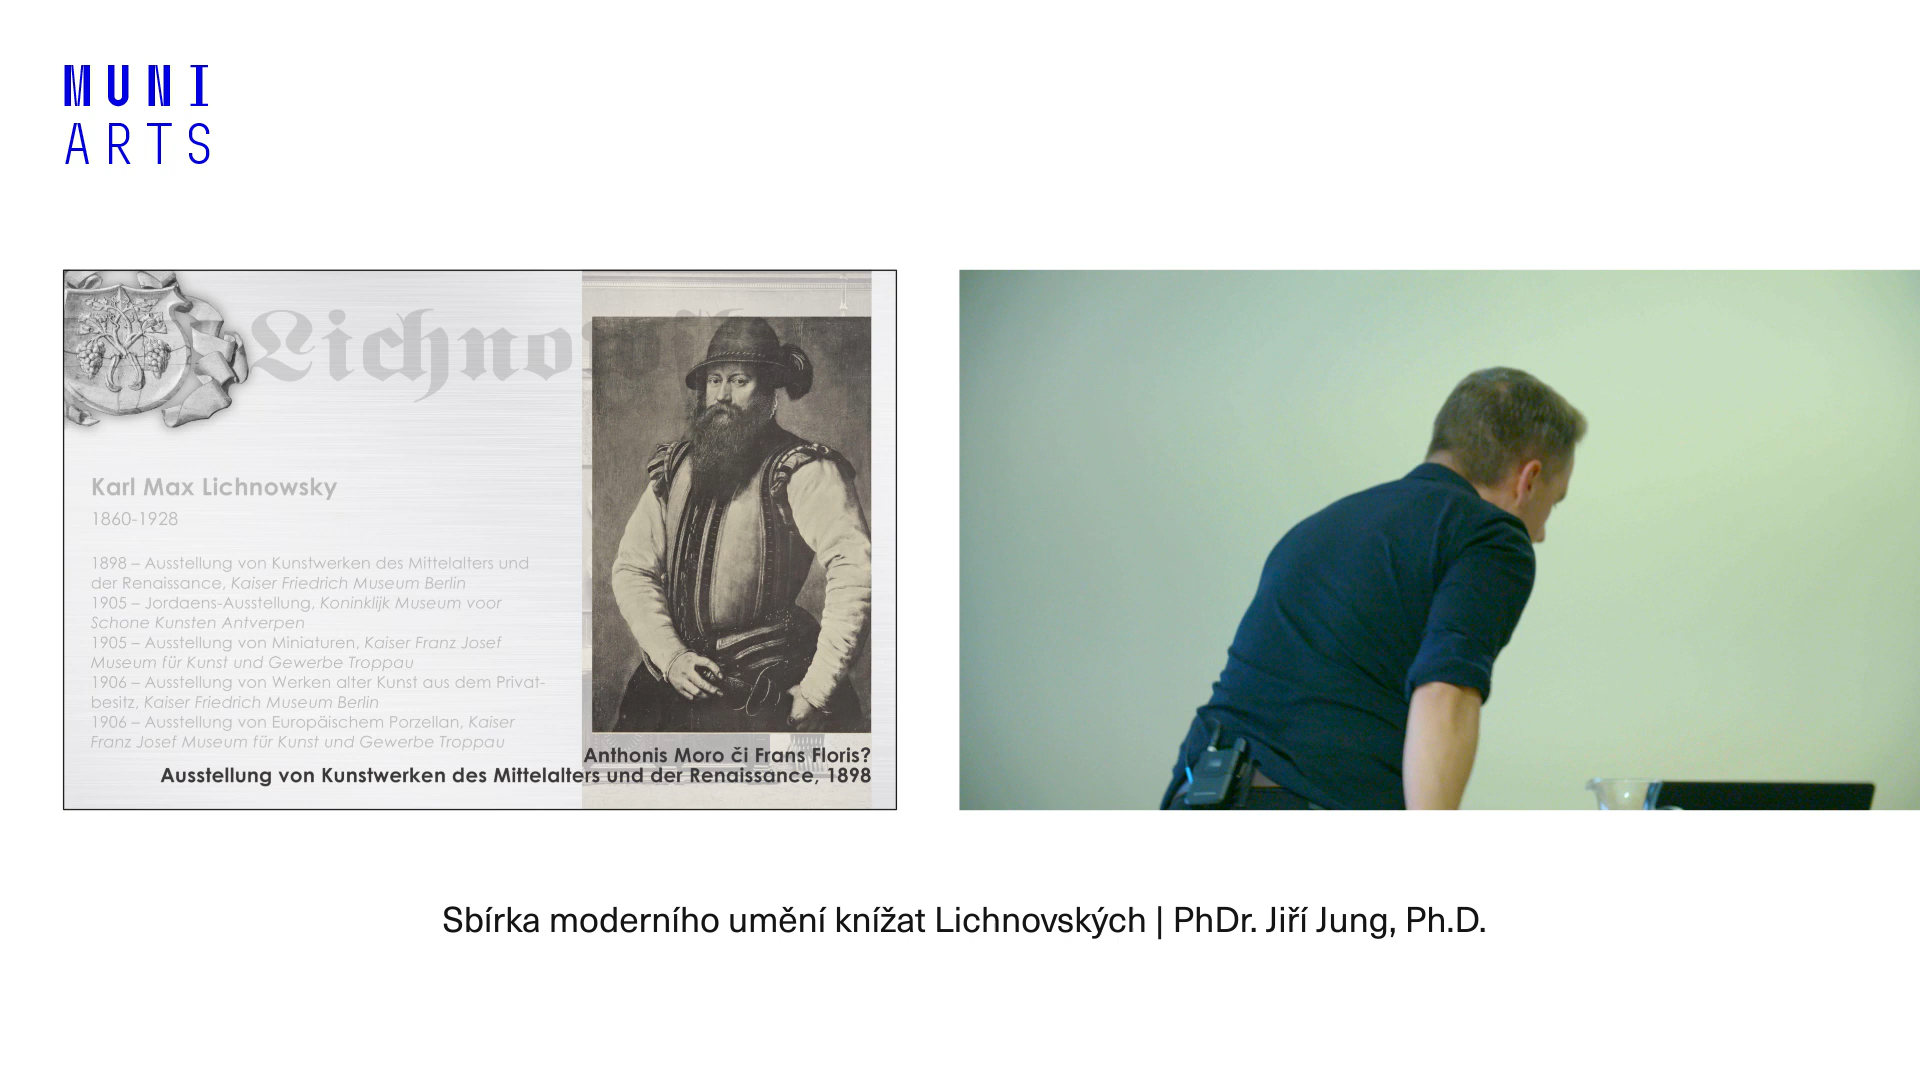 MUNI
ARTS
Lichno
Karl Max Lichnowsky
1860-1928
1898 – Ausstellung von Kunstwerken des Mittelalters und
der Renaissance, Kaiser Friedrich Museum Berlin
1905 – Jordaens-Ausstellung, Koninklijk Museum voor
Schone Kunsten Antverpen
1905 – Ausstellung von Miniaturen, Kaiser Franz Josef
Museum für Kunst und Gewerbe Troppau
1906 – Ausstellung von Werken alter Kunst aus dem Privat-
besitz, Kaiser Friedrich Museum Berlin
1906 – Ausstellung von Europäischem Porzellan, Kaiser
Franz Josef Museum für Kunst und Gewerbe Troppau
Anthonis Moro či Frans Floris?
Ausstellung von Kunstwerken des Mittelalters und der Renaissance, 1898
Sbírka moderního umění knížat Lichnovských | PhDr. Jiří Jung, Ph.D.